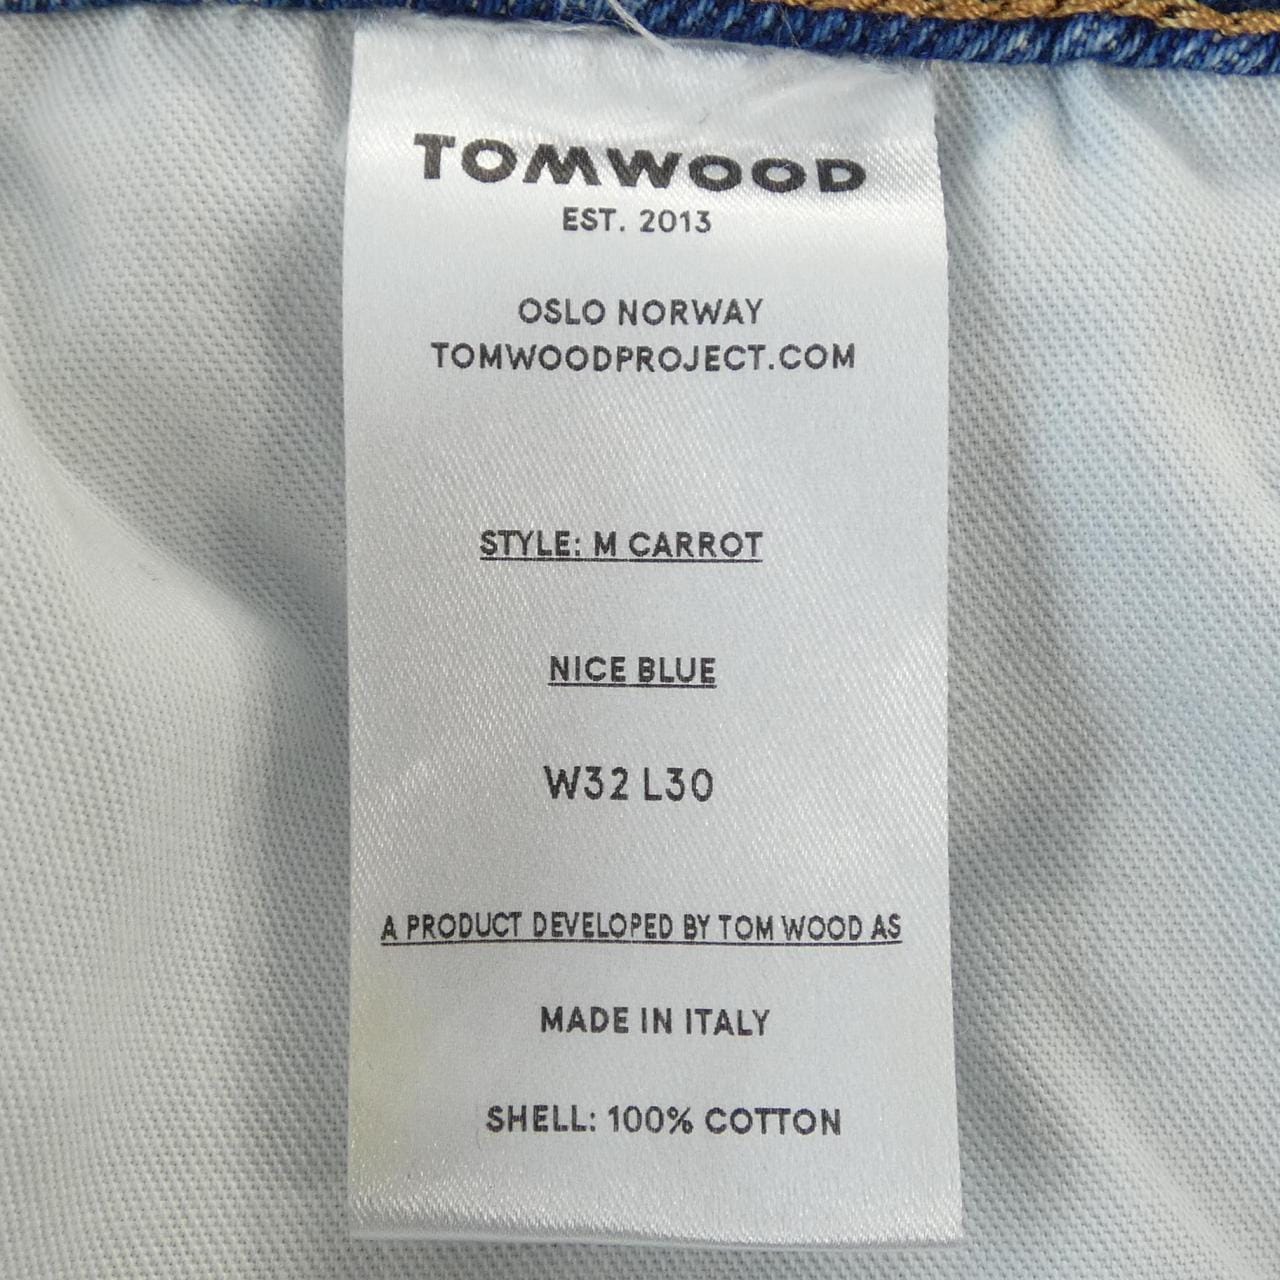 TOMWOOD
EST. 2013
OSLO NORWAY
TOMWOODPROJECT.COM
STYLE: M CARROT
NICE BLUE
W32 L30
A PRODUCT DEVELOPED BY TOM WOOD AS
MADE IN ITALY
SHELL: 100% COTTON